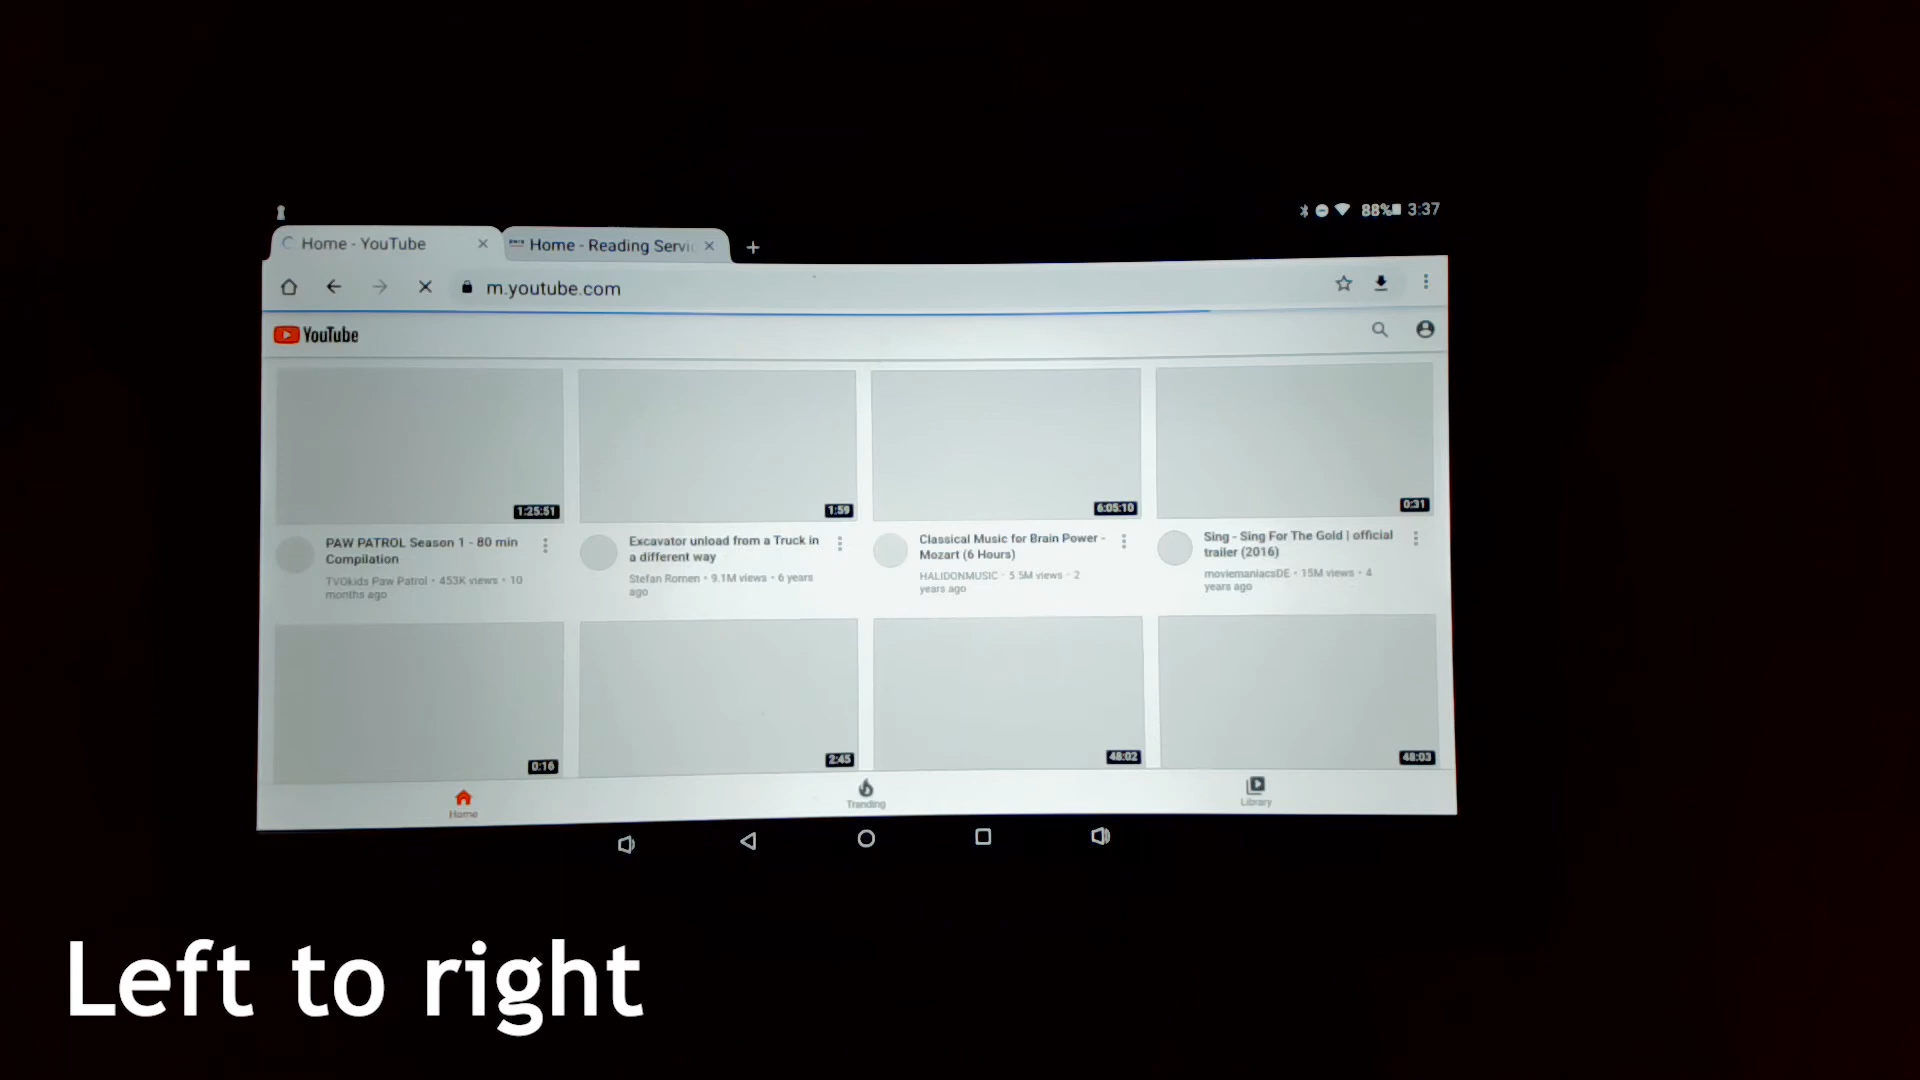 88% 3:37
Home - YouTube
Home - Reading Servi
m.youtube.com
YouTube
1:25:51
1:59
6:05:10
0:31
PAW PATROL Season 1 - 80 min
Compilation
TVOkids Paw Patrol • 453K views • 10
months ago
Excavator unload from a Truck in
a different way
Stefan Romen • 9.1M views • 6 years
ago
Classical Music for Brain Power -
Mozart (6 Hours)
HALIDONMUSIC • 5.5M views • 2
years ago
Sing - Sing For The Gold | official
trailer (2016)
moviemaniacsDE • 15M views • 4
years ago
0:16
2:45
48:02
48:03
Home
Trending
Library
Left to right